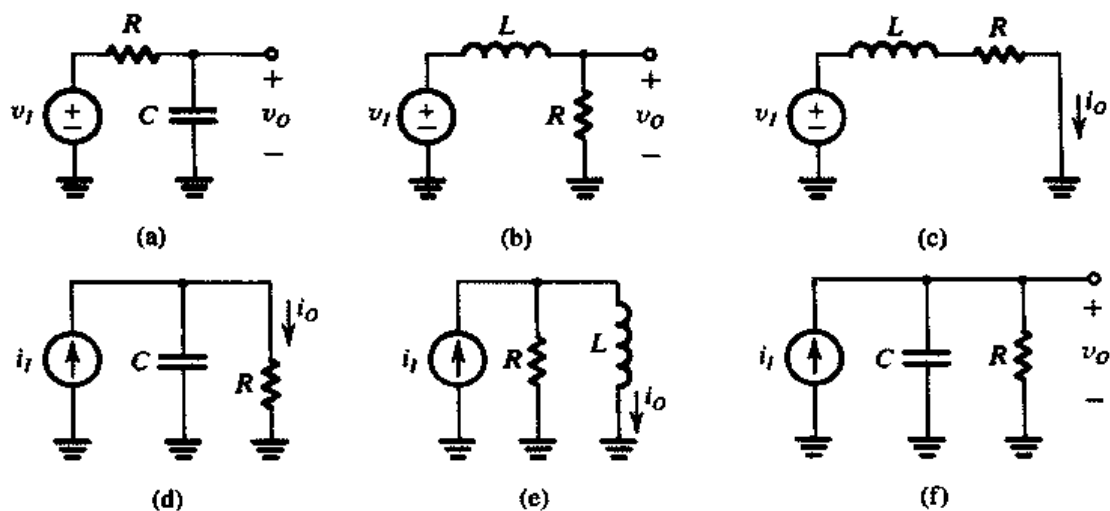 R L L R
v_I + − C + v_O − v_I + − R + v_O − v_I + − i_O
(a) (b) (c)
i_I C R i_O i_I R L i_O i_I C R + v_O −
(d) (e) (f)